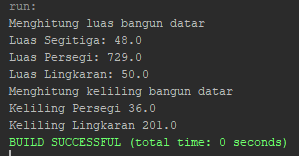 run:
Menghitung luas bangun datar
Luas Segitiga: 48.0
Luas Persegi: 729.0
Luas Lingkaran: 50.0
Menghitung keliling bangun datar
Keliling Persegi 36.0
Keliling Lingkaran 201.0
BUILD SUCCESSFUL (total time: 0 seconds)